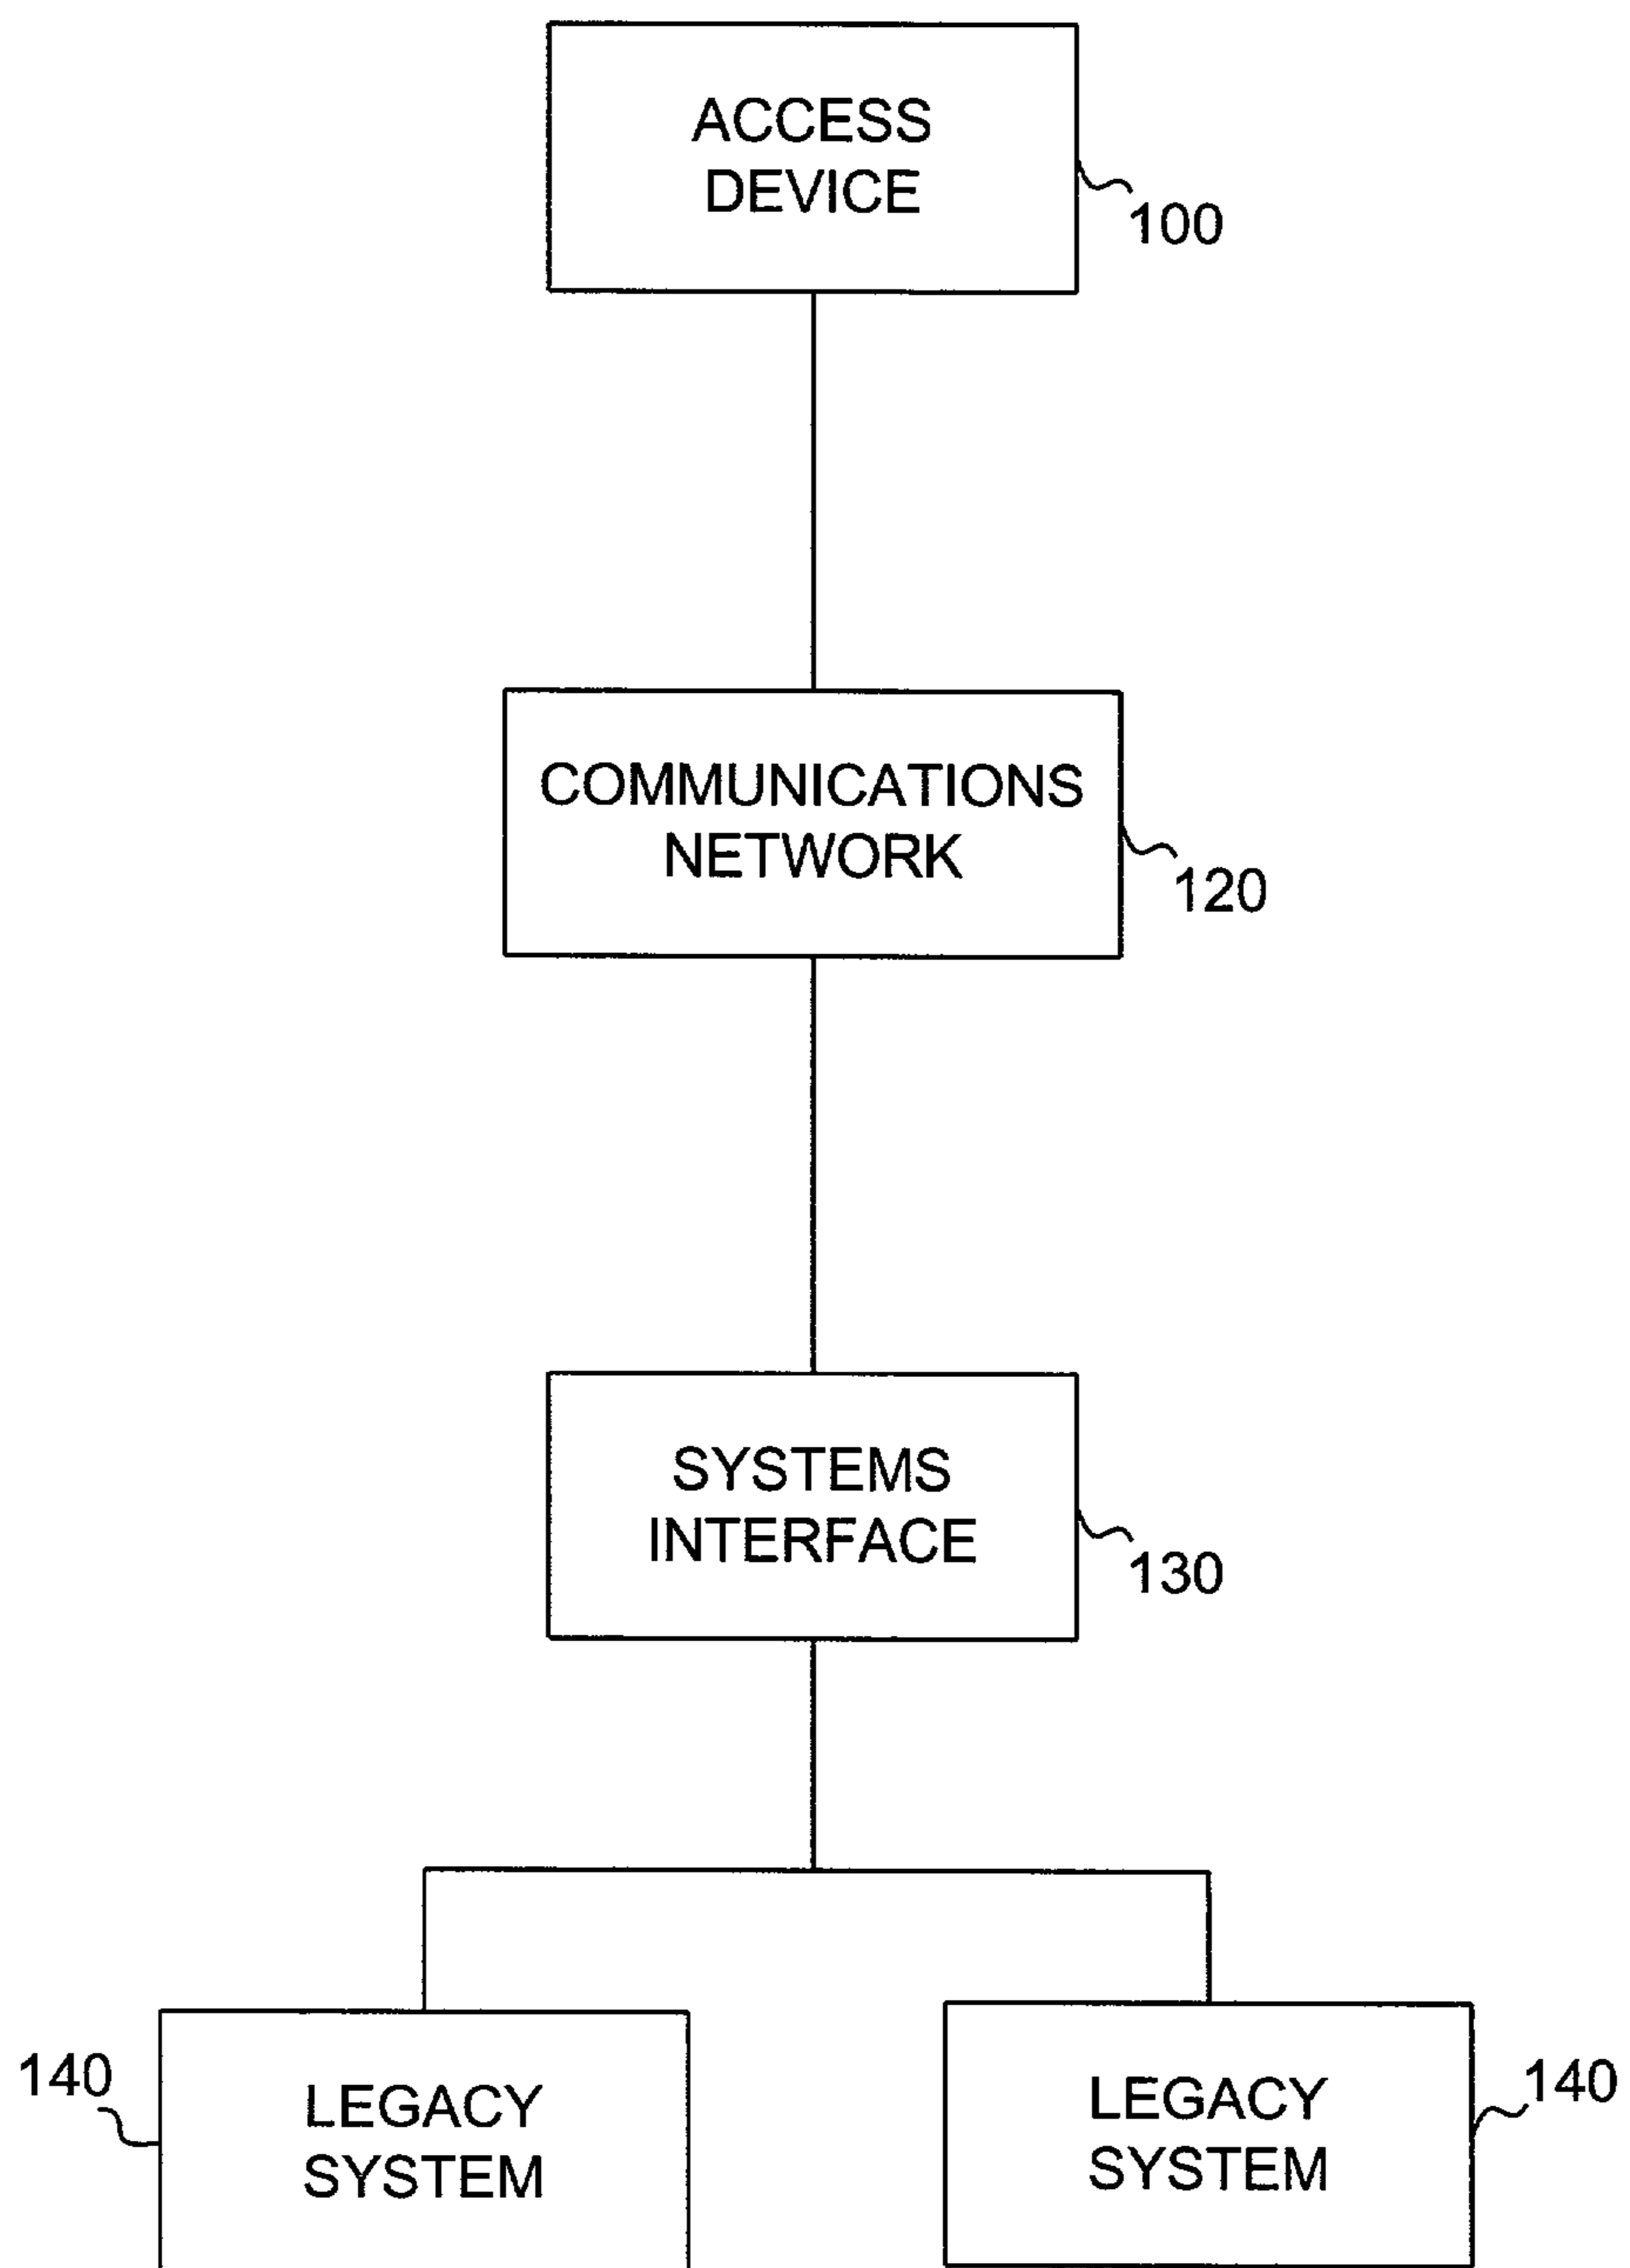 ACCESS
DEVICE
100
COMMUNICATIONS
NETWORK
120
SYSTEMS
INTERFACE
130
140
LEGACY
SYSTEM
LEGACY
SYSTEM
140